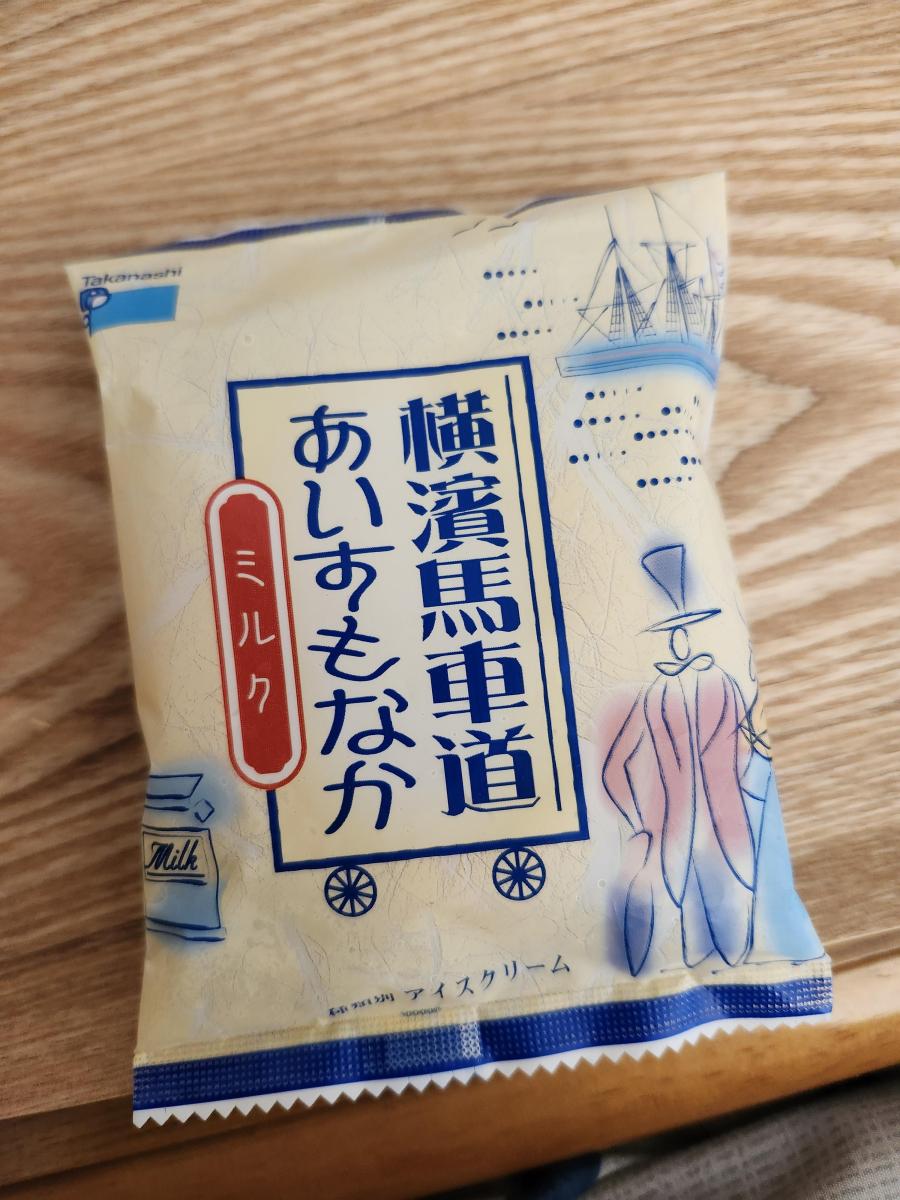 Takanashi
横濱馬車道
あいすもなか
ミルク
Milk
アイスクリーム